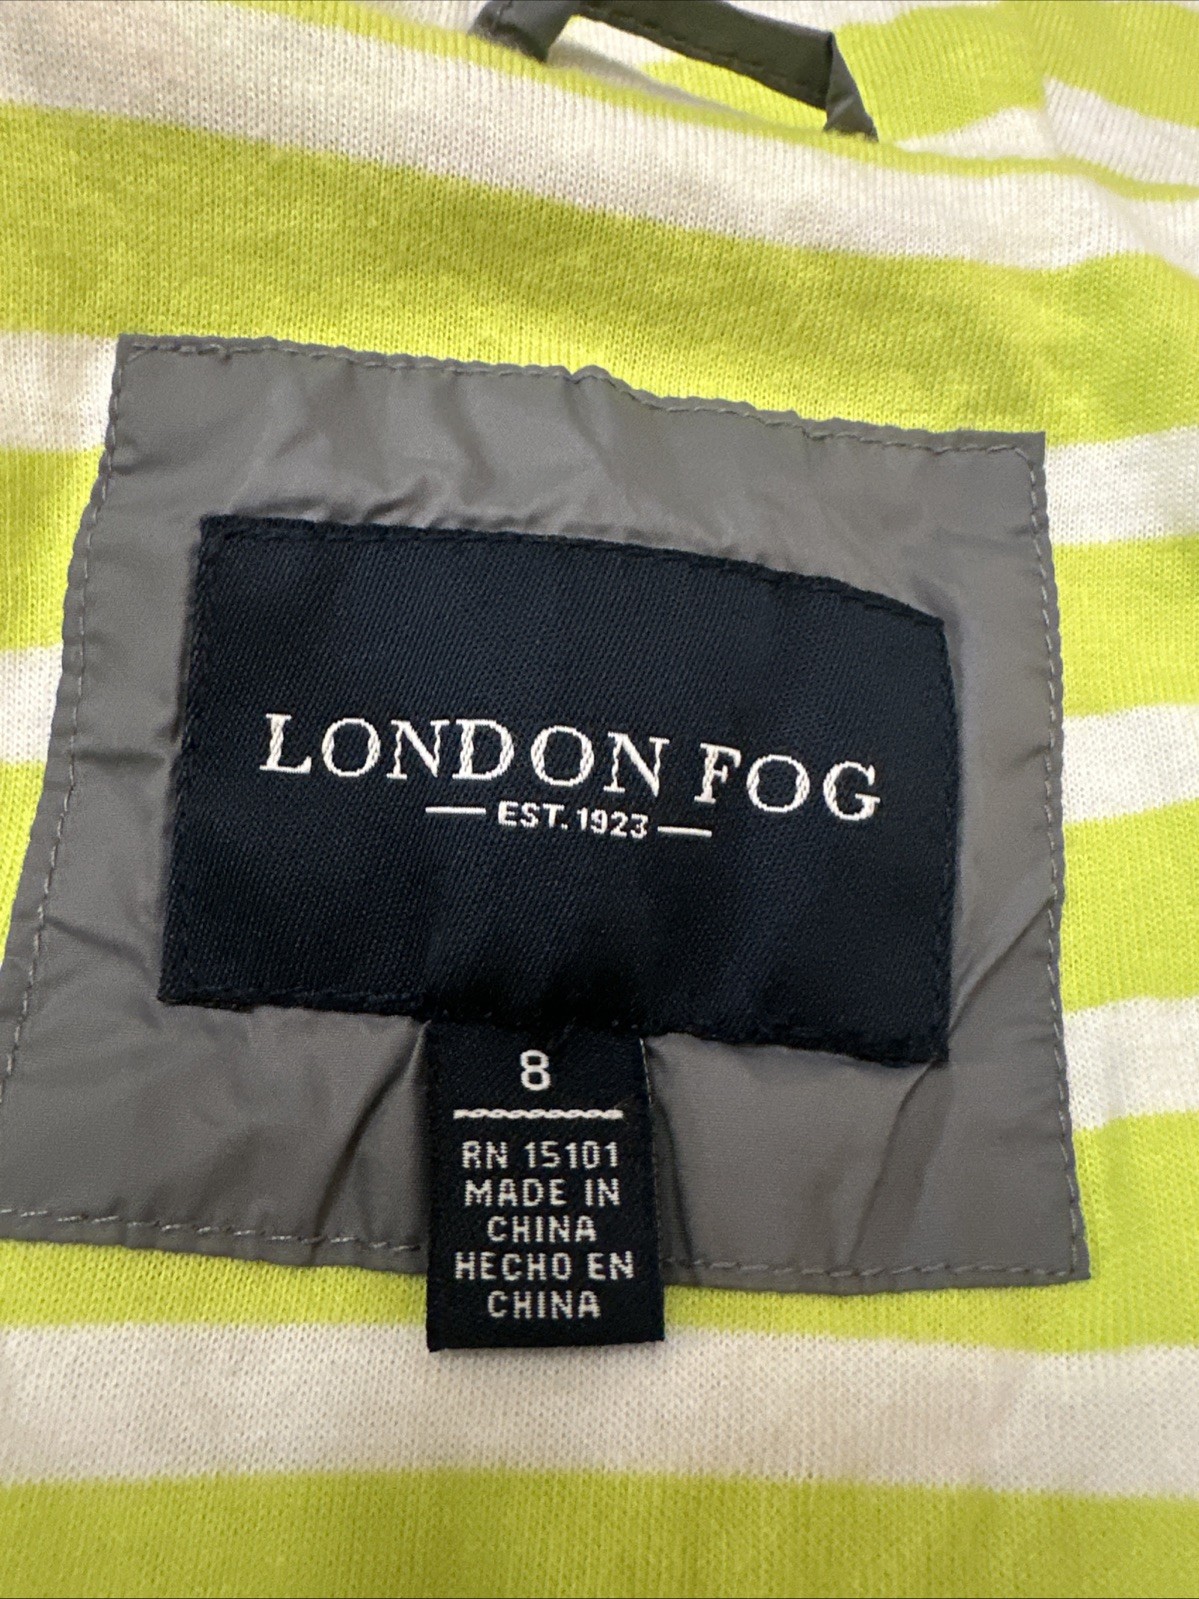 LONDON FOG
EST. 1923
8
RN 15101
MADE IN
CHINA
HECHO EN
CHINA